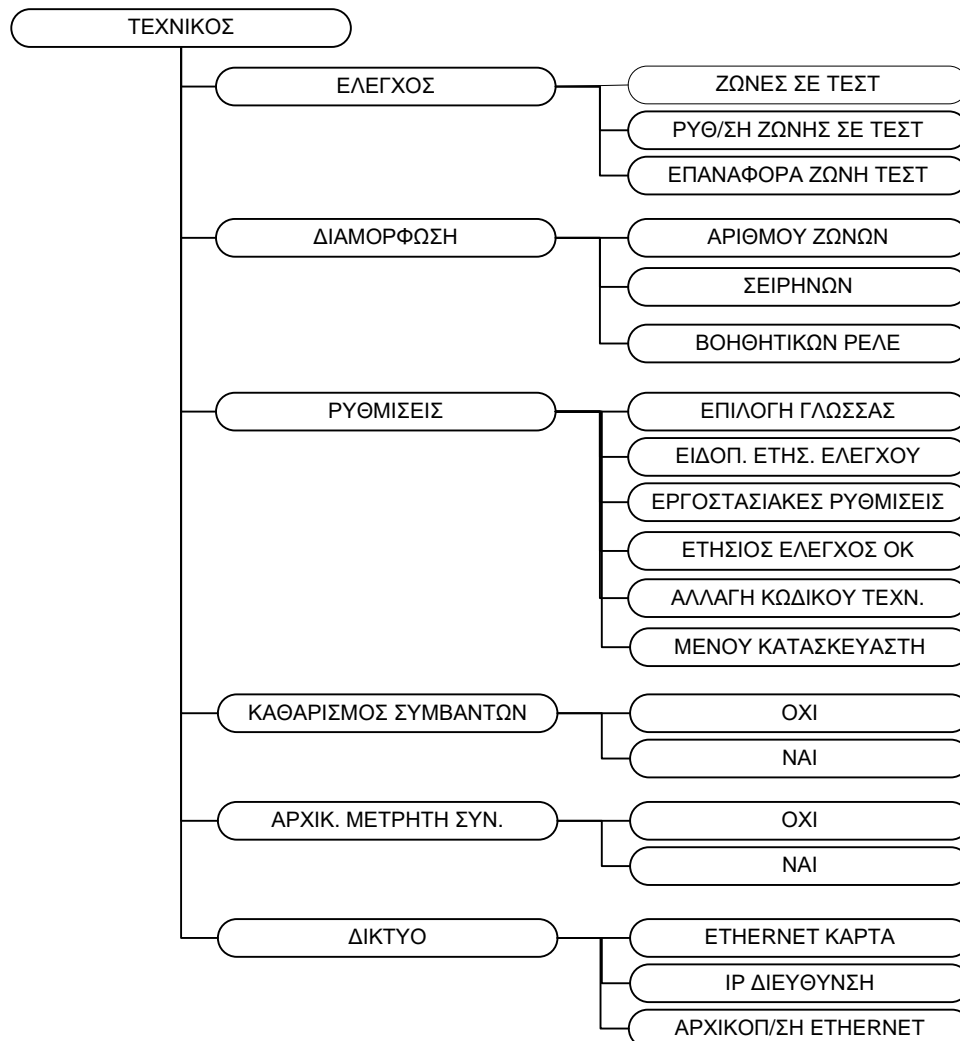 ΤΕΧΝΙΚΟΣ
ΕΛΕΓΧΟΣ
ΖΩΝΕΣ ΣΕ ΤΕΣΤ
ΡΥΘ/ΣΗ ΖΩΝΗΣ ΣΕ ΤΕΣΤ
ΕΠΑΝΑΦΟΡΑ ΖΩΝΗ ΤΕΣΤ
ΔΙΑΜΟΡΦΩΣΗ
ΑΡΙΘΜΟΥ ΖΩΝΩΝ
ΣΕΙΡΗΝΩΝ
ΒΟΗΘΗΤΙΚΩΝ ΡΕΛΕ
ΡΥΘΜΙΣΕΙΣ
ΕΠΙΛΟΓΗ ΓΛΩΣΣΑΣ
ΕΙΔΟΠ. ΕΤΗΣ. ΕΛΕΓΧΟΥ
ΕΡΓΟΣΤΑΣΙΑΚΕΣ ΡΥΘΜΙΣΕΙΣ
ΕΤΗΣΙΟΣ ΕΛΕΓΧΟΣ ΟΚ
ΑΛΛΑΓΗ ΚΩΔΙΚΟΥ ΤΕΧΝ.
ΜΕΝΟΥ ΚΑΤΑΣΚΕΥΑΣΤΗ
ΚΑΘΑΡΙΣΜΟΣ ΣΥΜΒΑΝΤΩΝ
ΟΧΙ
ΝΑΙ
ΑΡΧΙΚ. ΜΕΤΡΗΤΗ ΣΥΝ.
ΟΧΙ
ΝΑΙ
ΔΙΚΤΥΟ
ETHERNET ΚΑΡΤΑ
IP ΔΙΕΥΘΥΝΣΗ
ΑΡΧΙΚΟΠ/ΣΗ ETHERNET